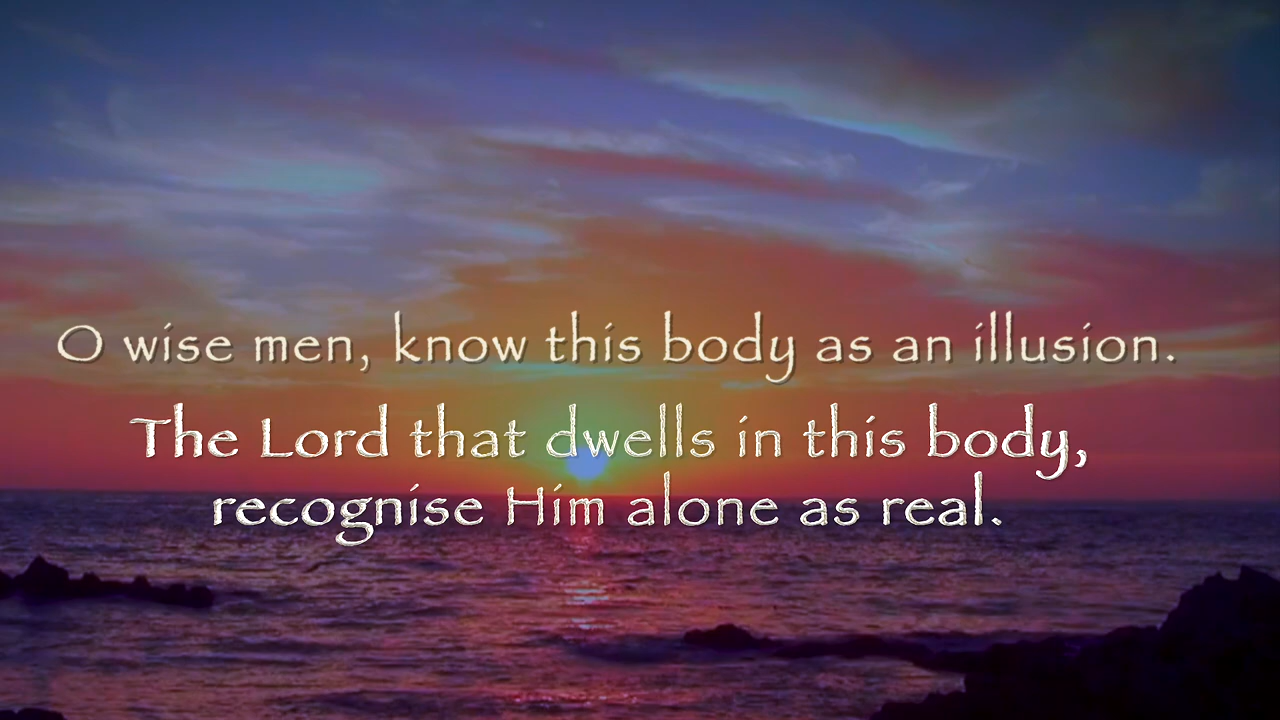 O wise men, know this body as an illusion.
The Lord that dwells in this body,
recognise Him alone as real.